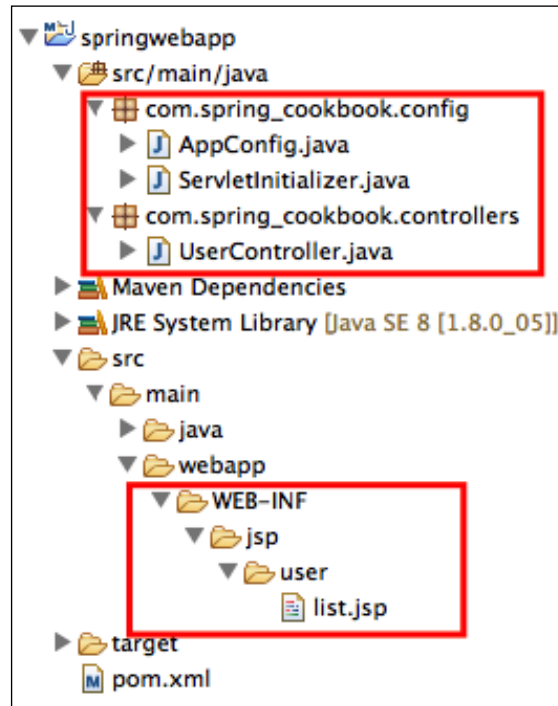 springwebapp
src/main/java
com.spring_cookbook.config
AppConfig.java
ServletInitializer.java
com.spring_cookbook.controllers
UserController.java
Maven Dependencies
JRE System Library [Java SE 8 [1.8.0_05]]
src
main
java
webapp
WEB-INF
jsp
user
list.jsp
target
pom.xml